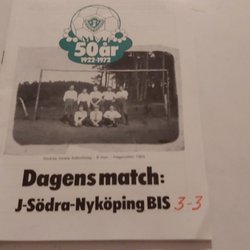 50 år
1922-1972
Dagens match:
J-Södra-Nyköping BIS 3-3